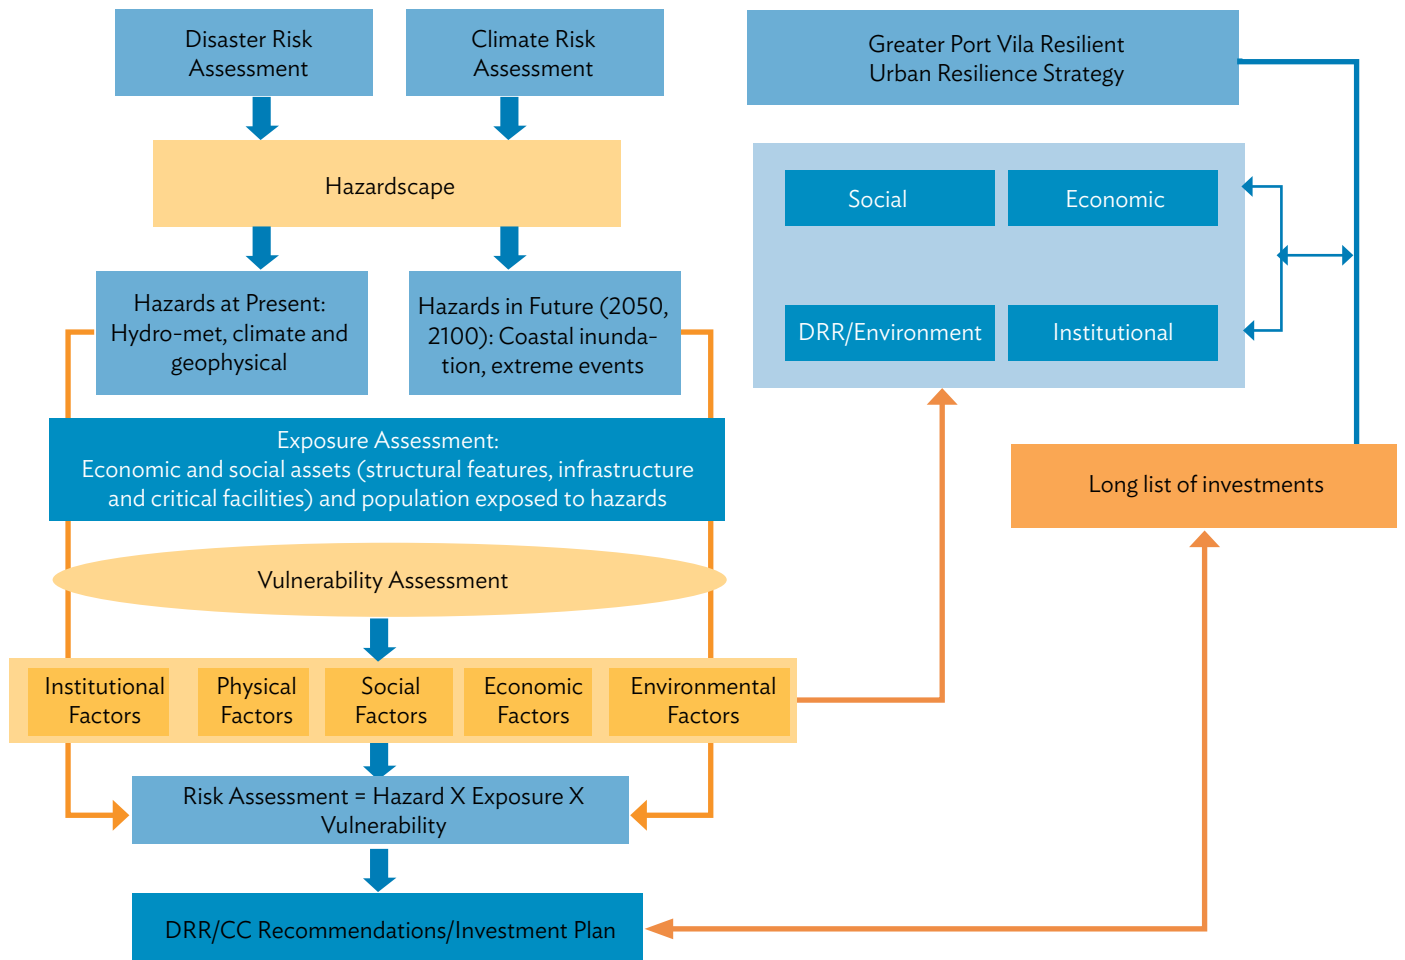 Disaster Risk
Assessment
Climate Risk
Assessment
Hazardscape
Hazards at Present:
Hydro-met, climate and
geophysical
Hazards in Future (2050,
2100): Coastal inunda-
tion, extreme events
Exposure Assessment:
Economic and social assets (structural features, infrastructure
and critical facilities) and population exposed to hazards
Vulnerability Assessment
Institutional
Factors
Physical
Factors
Social
Factors
Economic
Factors
Environmental
Factors
Risk Assessment = Hazard X Exposure X
Vulnerability
DRR/CC Recommendations/Investment Plan
Greater Port Vila Resilient
Urban Resilience Strategy
Social
Economic
DRR/Environment
Institutional
Long list of investments